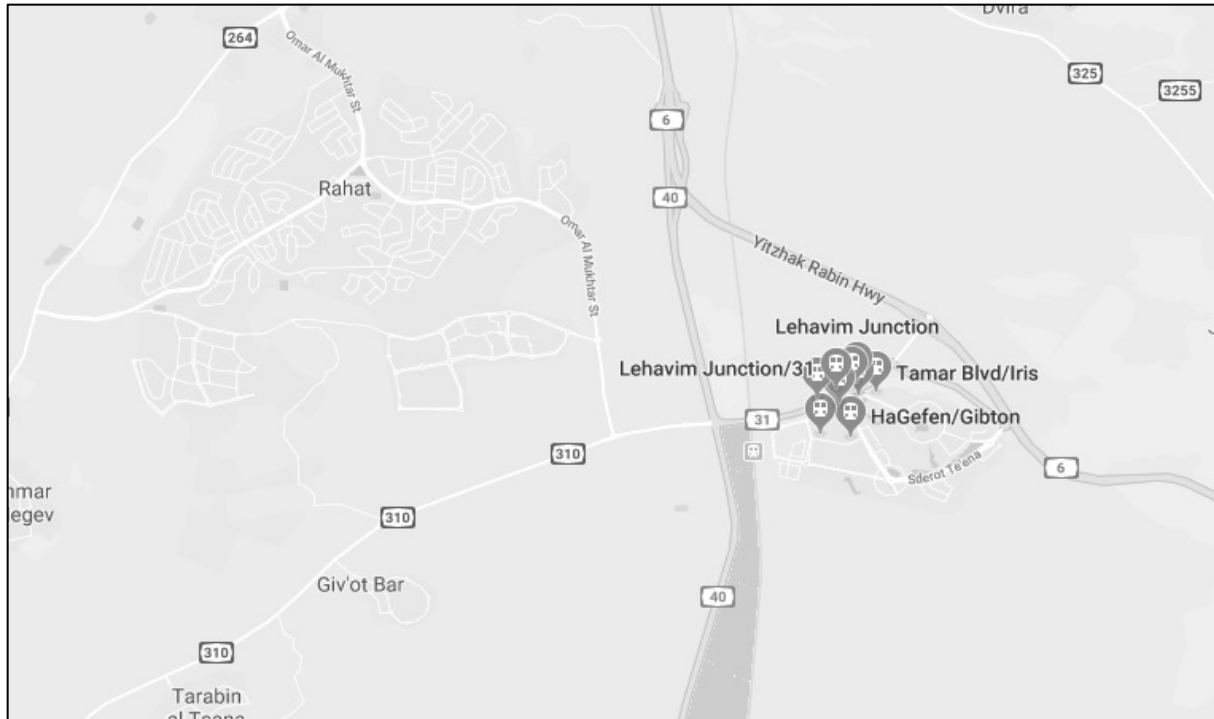 Dvira
264
Omar Al Mukhtar St
325
3255
6
Rahat
40
Omar Al Mukhtar St
Yitzhak Rabin Hwy
Lehavim Junction
Lehavim Junction/31
Tamar Blvd/Iris
HaGefen/Gibton
31
310
6
Sderot Te'ena
310
Giv'ot Bar
40
310
Tarabin